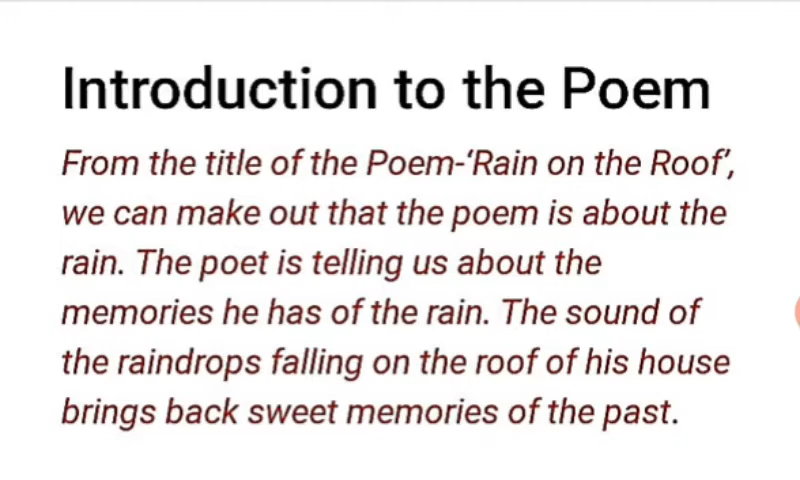 Introduction to the Poem
From the title of the Poem-‘Rain on the Roof’,
we can make out that the poem is about the
rain. The poet is telling us about the
memories he has of the rain. The sound of
the raindrops falling on the roof of his house
brings back sweet memories of the past.